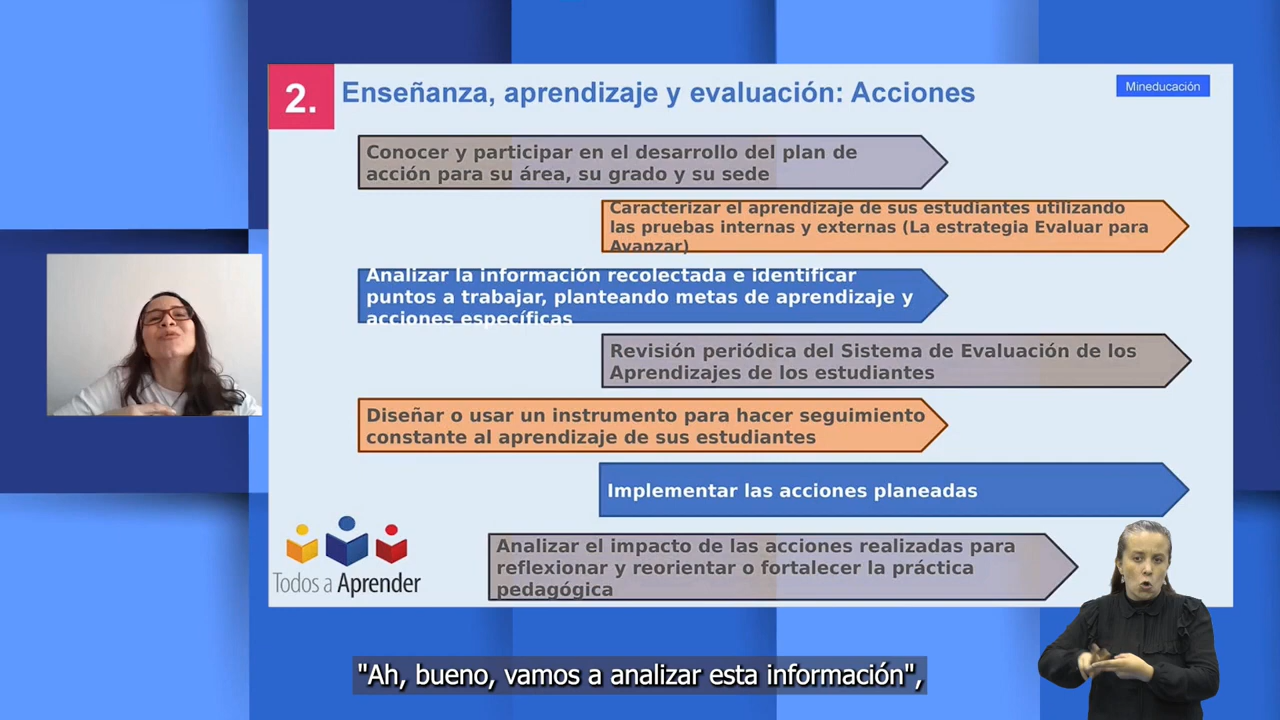 2.
Enseñanza, aprendizaje y evaluación: Acciones
Mineducación
Conocer y participar en el desarrollo del plan de
acción para su área, su grado y su sede
Caracterizar el aprendizaje de sus estudiantes utilizando
las pruebas internas y externas (La estrategia Evaluar para
Avanzar)
Analizar la información recolectada e identificar
puntos a trabajar, planteando metas de aprendizaje y
acciones específicas
Revisión periódica del Sistema de Evaluación de los
Aprendizajes de los estudiantes
Diseñar o usar un instrumento para hacer seguimiento
constante al aprendizaje de sus estudiantes
Implementar las acciones planeadas
Analizar el impacto de las acciones realizadas para
reflexionar y reorientar o fortalecer la práctica
pedagógica
Todos a Aprender
"Ah, bueno, vamos a analizar esta información",